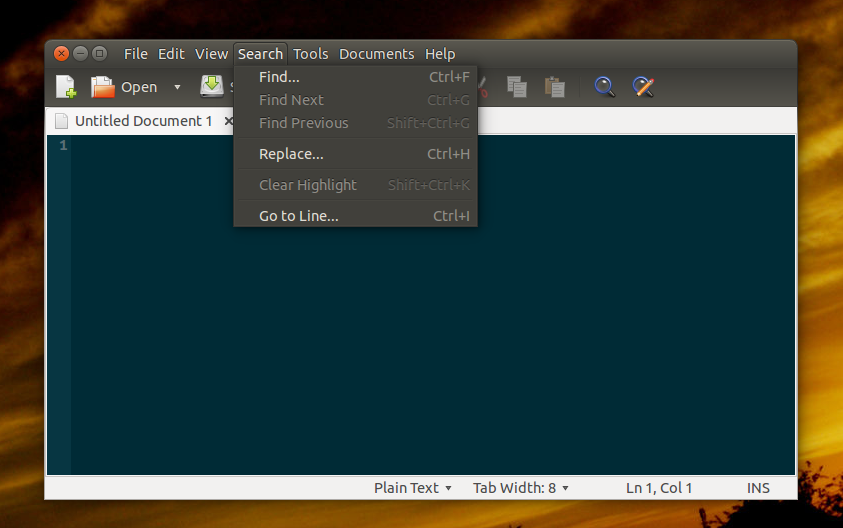 File Edit View Search Tools Documents Help
Open S
Find... Ctrl+F
Find Next Ctrl+G
Find Previous Shift+Ctrl+G
Replace... Ctrl+H
Clear Highlight Shift+Ctrl+K
Go to Line... Ctrl+I
Untitled Document 1
1
Plain Text Tab Width: 8 Ln 1, Col 1 INS